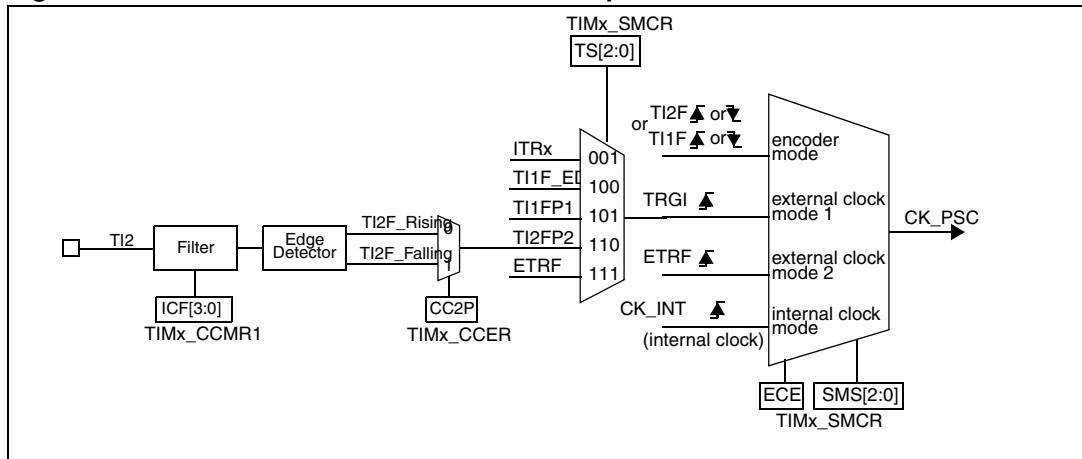 TIMx_SMCR
TS[2:0]
TI2F or
or
TI1F or
encoder
mode
ITRx
001
TI1F_ED
100
TI1FP1
101
TRGI
external clock
mode 1
CK_PSC
TI2
Filter
Edge
Detector
TI2F_Rising
0
TI2F_Falling
1
TI2FP2
110
ETRF
111
ETRF
external clock
mode 2
ICF[3:0]
TIMx_CCMR1
CC2P
TIMx_CCER
CK_INT
(internal clock)
internal clock
mode
ECE
SMS[2:0]
TIMx_SMCR